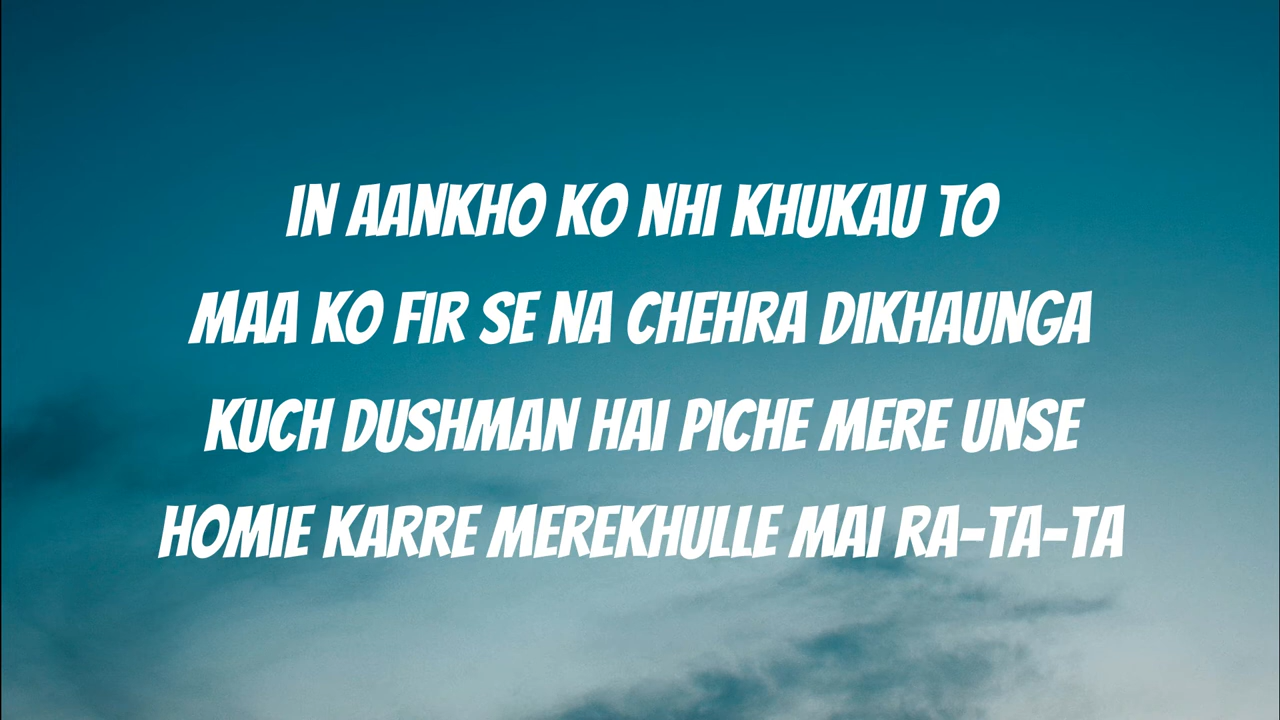 IN AANKHO KO NHI KHUKAU TO
MAA KO FIR SE NA CHEHRA DIKHAUNGA
KUCH DUSHMAN HAI PICHE MERE UNSE
HOMIE KARRE MEREKHULLE MAI RA-TA-TA